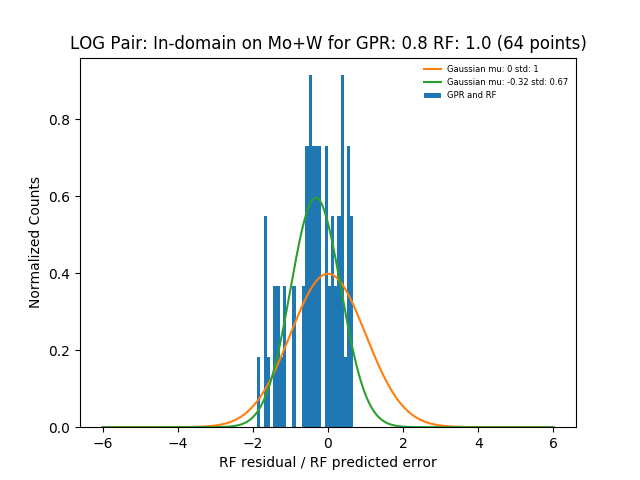 LOG Pair: In-domain on Mo+W for GPR: 0.8 RF: 1.0 (64 points)
Gaussian mu: 0 std: 1
Gaussian mu: -0.32 std: 0.67
GPR and RF
Normalized Counts
0.8
0.6
0.4
0.2
0.0
−6 −4 −2 0 2 4 6
RF residual / RF predicted error